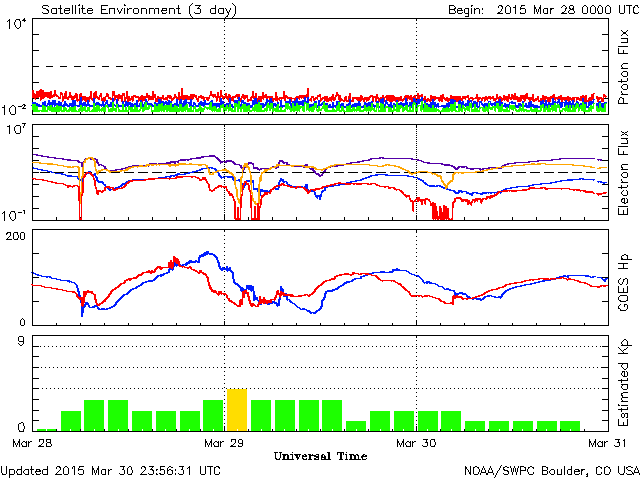 Satellite Environment (3 day) Begin: 2015 Mar 28 0000 UTC
10^4
10^-2
Proton Flux
10^7
10^-1
Electron Flux
200
0
GOES Hp
9
0
Estimated Kp
Mar 28 Mar 29 Mar 30 Mar 31
Universal Time
Updated 2015 Mar 30 23:56:31 UTC NOAA/SWPC Boulder, CO USA